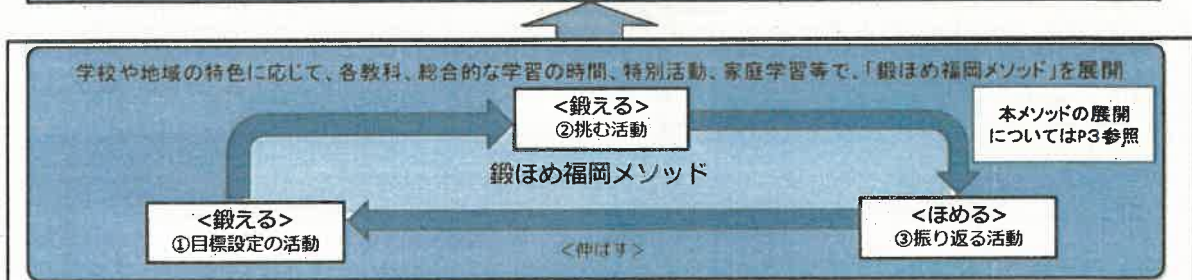 学校や地域の特色に応じて、各教科、総合的な学習の時間、特別活動、家庭学習等で、「鍛ほめ福岡メソッド」を展開
<鍛える>
②挑む活動
本メソッドの展開
についてはP3参照
鍛ほめ福岡メソッド
<鍛える>
①目標設定の活動
<ほめる>
③振り返る活動
<伸ばす>